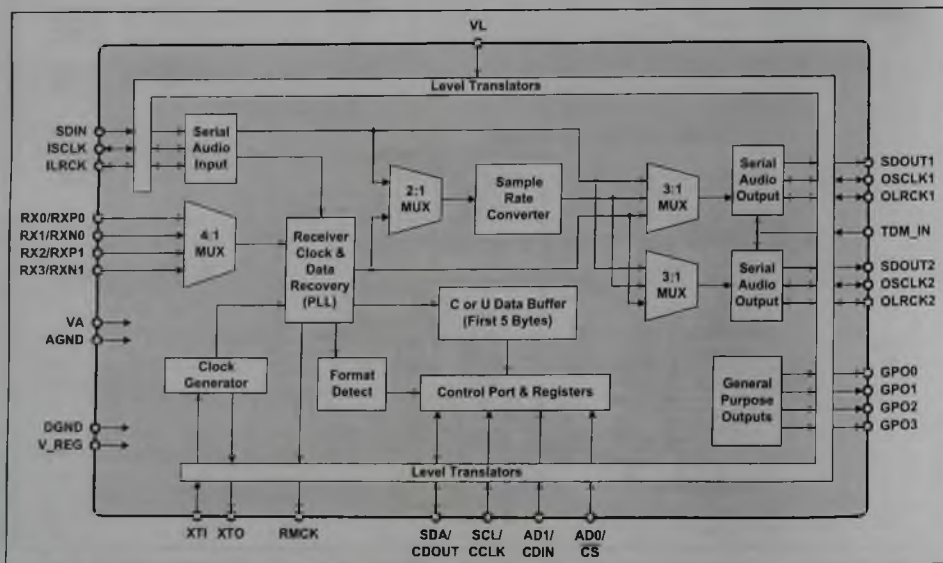 VL
Level Translators
SDIN
ISCLK
ILRCK
Serial
Audio
Input
2:1
MUX
Sample
Rate
Converter
3:1
MUX
Serial
Audio
Output
SDOUT1
OSCLK1
OLRCK1
RX0/RXP0
RX1/RXN0
RX2/RXP1
RX3/RXN1
4:1
MUX
Receiver
Clock &
Data
Recovery
(PLL)
TDM_IN
3:1
MUX
Serial
Audio
Output
SDOUT2
OSCLK2
OLRCK2
C or U Data Buffer
(First 5 Bytes)
VA
AGND
Clock
Generator
Format
Detect
Control Port & Registers
General
Purpose
Outputs
GPO0
GPO1
GPO2
GPO3
DGND
V_REG
Level Translators
XTI
XTO
RMCK
SDA/
CDOUT
SCL/
CCLK
AD1/
CDIN
AD0/
CS